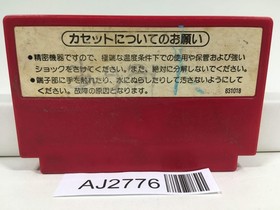 カセットについてのお願い
●精密機器ですので、極端な温度条件下での使用や保管および強い
ショックをさけてください。また、絶対に分解しないでください。
●端子部に手を触れたり、水にぬらしたりして汚さないようにして
ください。故障の原因となります。
631018
AJ2776